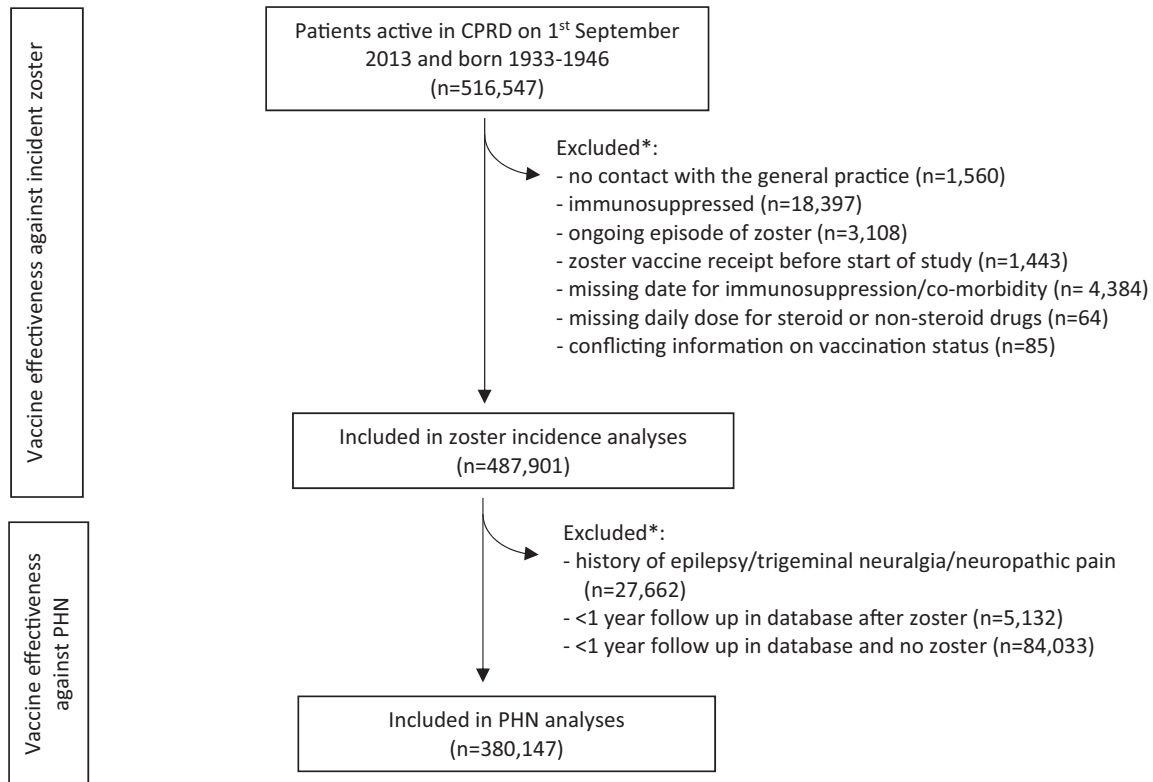 Vaccine effectiveness against incident zoster
Patients active in CPRD on 1st September
2013 and born 1933-1946
(n=516,547)
Excluded*:
- no contact with the general practice (n=1,560)
- immunosuppressed (n=18,397)
- ongoing episode of zoster (n=3,108)
- zoster vaccine receipt before start of study (n=1,443)
- missing date for immunosuppression/co-morbidity (n= 4,384)
- missing daily dose for steroid or non-steroid drugs (n=64)
- conflicting information on vaccination status (n=85)
Included in zoster incidence analyses
(n=487,901)
Vaccine effectiveness
against PHN
Excluded*:
- history of epilepsy/trigeminal neuralgia/neuropathic pain
(n=27,662)
- <1 year follow up in database after zoster (n=5,132)
- <1 year follow up in database and no zoster (n=84,033)
Included in PHN analyses
(n=380,147)